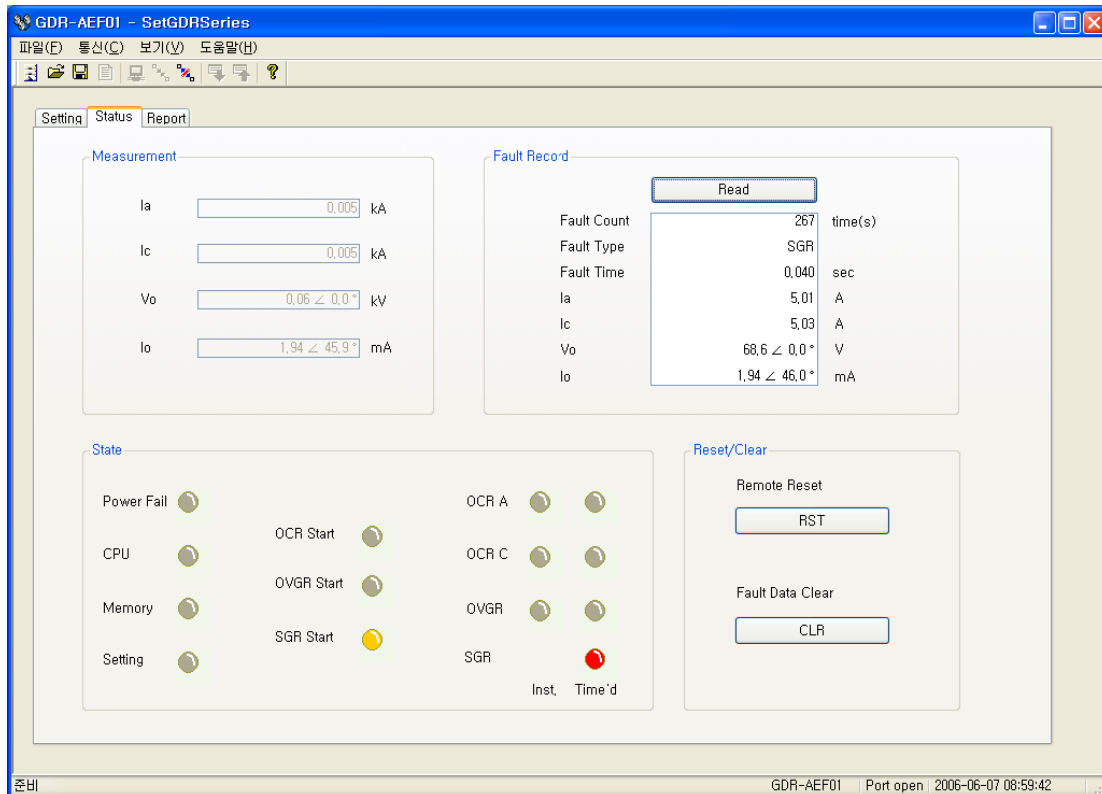 GDR-AEF01 - SetGDRSeries
파일(F) 통신(C) 보기(V) 도움말(H)
Setting Status Report
Measurement
Ia 0,005 kA
Ic 0,005 kA
Vo 0,06 ∠ 0,0 ° kV
Io 1,94 ∠ 45,9 ° mA
Fault Record
Read
Fault Count 267 time(s)
Fault Type SGR
Fault Time 0,040 sec
Ia 5,01 A
Ic 5,03 A
Vo 68,6 ∠ 0,0 ° V
Io 1,94 ∠ 46,0 ° mA
State
Power Fail
CPU
Memory
Setting
OCR Start
OVGR Start
SGR Start
OCR A
OCR C
OVGR
SGR
Inst, Time'd
Reset/Clear
Remote Reset
RST
Fault Data Clear
CLR
준비 GDR-AEF01 Port open 2006-06-07 08:59:42